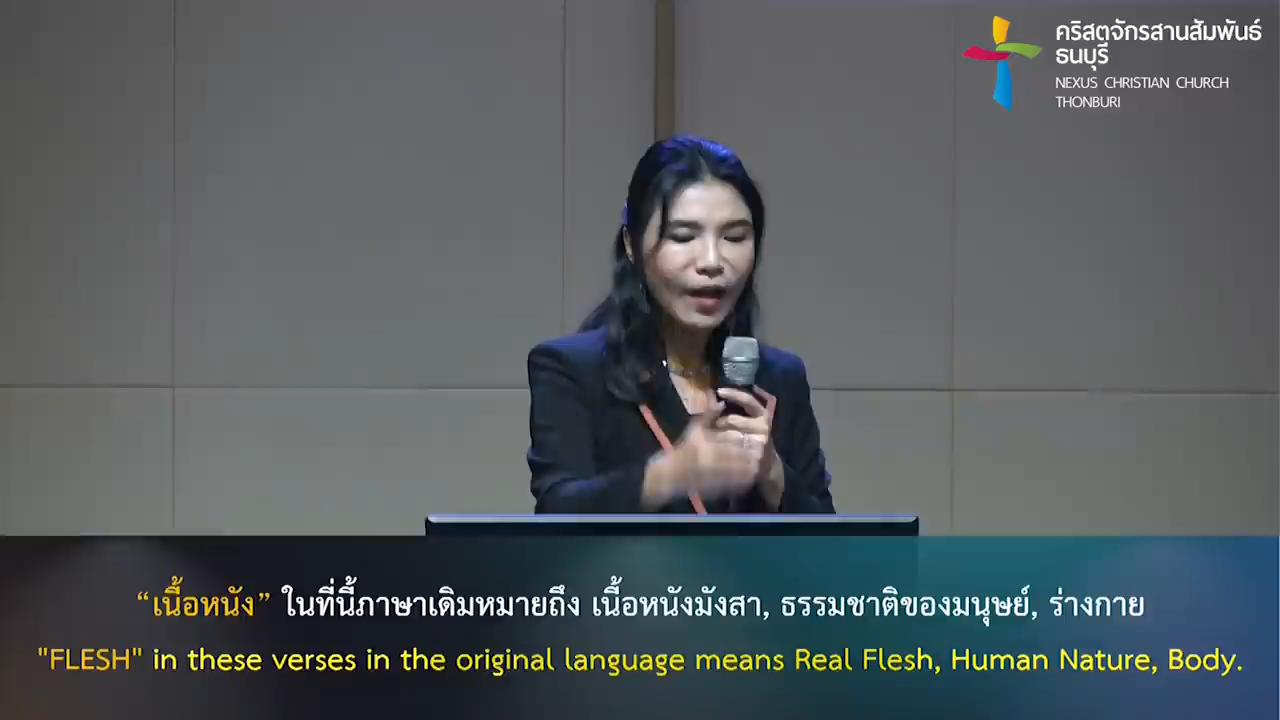 คริสตจักรสานสัมพันธ์
ธนบุรี
NEXUS CHRISTIAN CHURCH
THONBURI
“เนื้อหนัง” ในที่นี้ภาษาเดิมหมายถึง เนื้อหนังมังสา, ธรรมชาติของมนุษย์, ร่างกาย
"FLESH" in these verses in the original language means Real Flesh, Human Nature, Body.